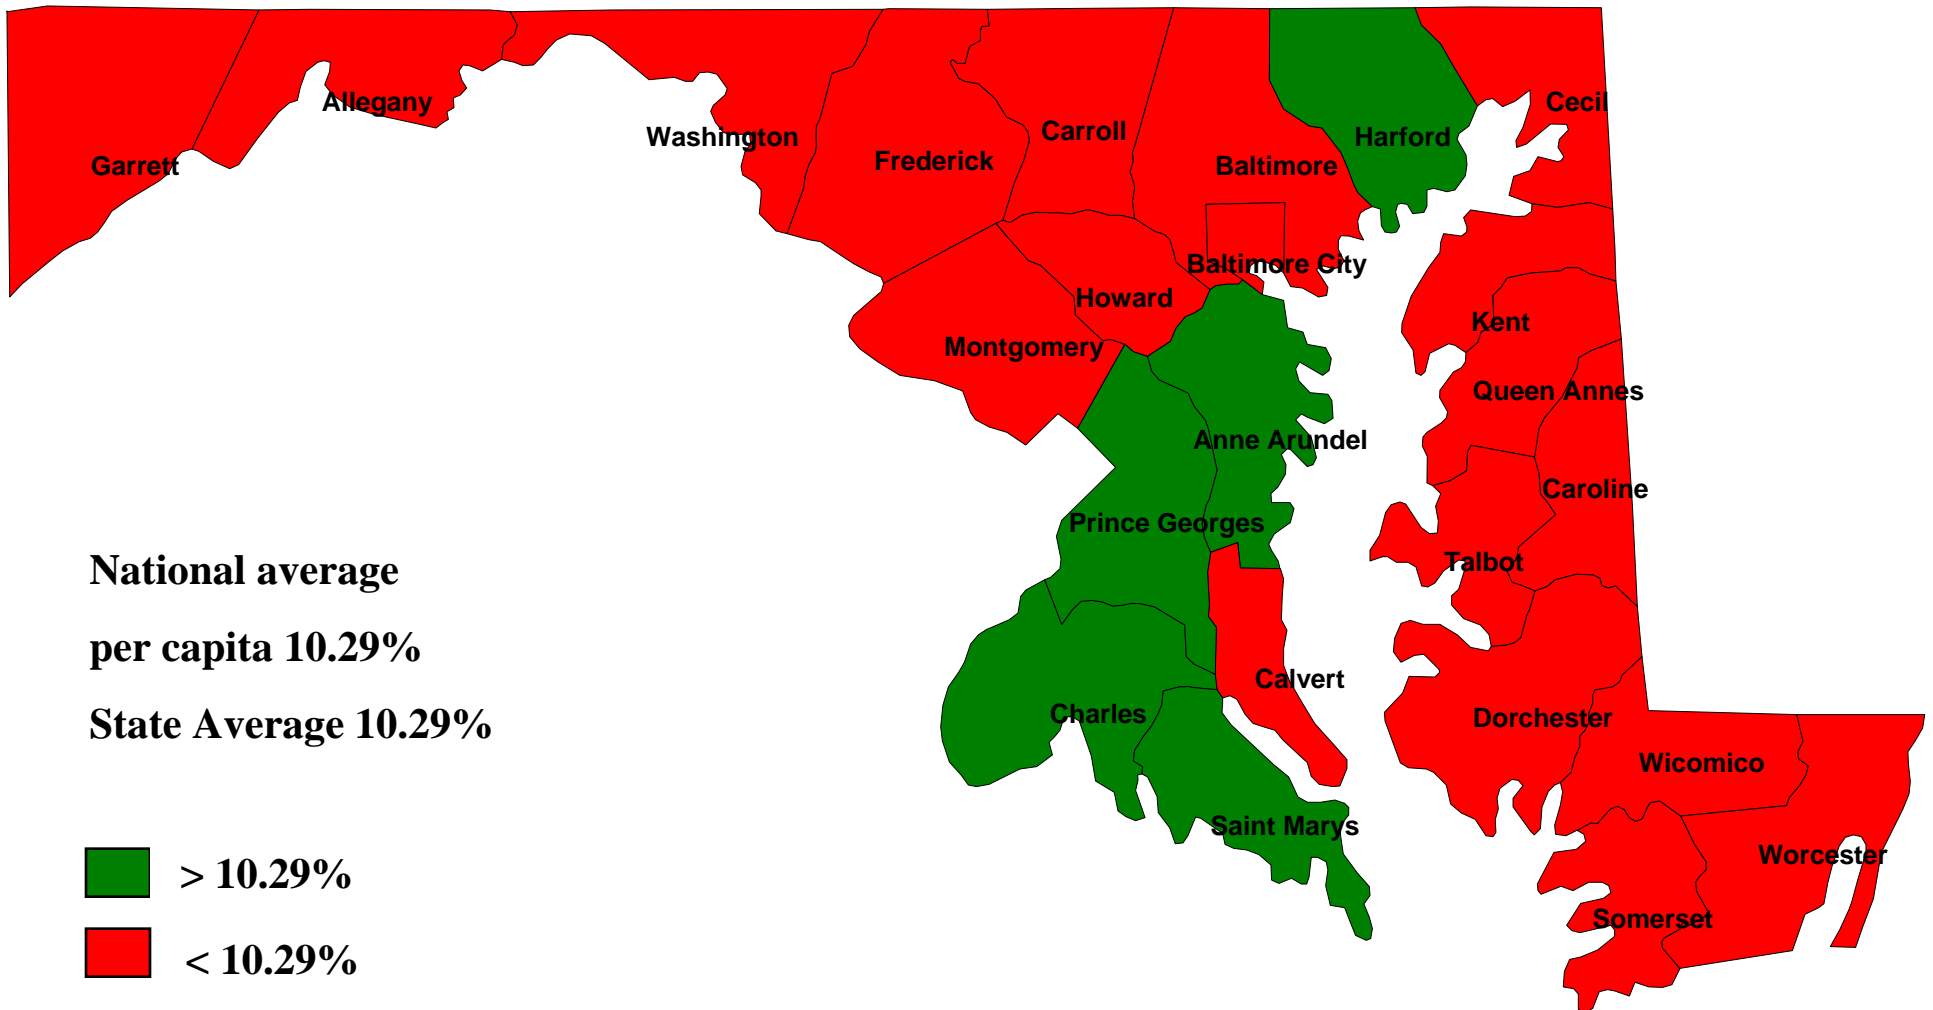 Allegany
Cecil
Garrett
Washington
Frederick
Carroll
Baltimore
Harford
Baltimore City
Howard
Montgomery
Kent
Queen Annes
Anne Arundel
Caroline
Prince Georges
Talbot
Calvert
Charles
Dorchester
Wicomico
Saint Marys
Worcester
Somerset
National average
per capita 10.29%
State Average 10.29%
> 10.29%
< 10.29%